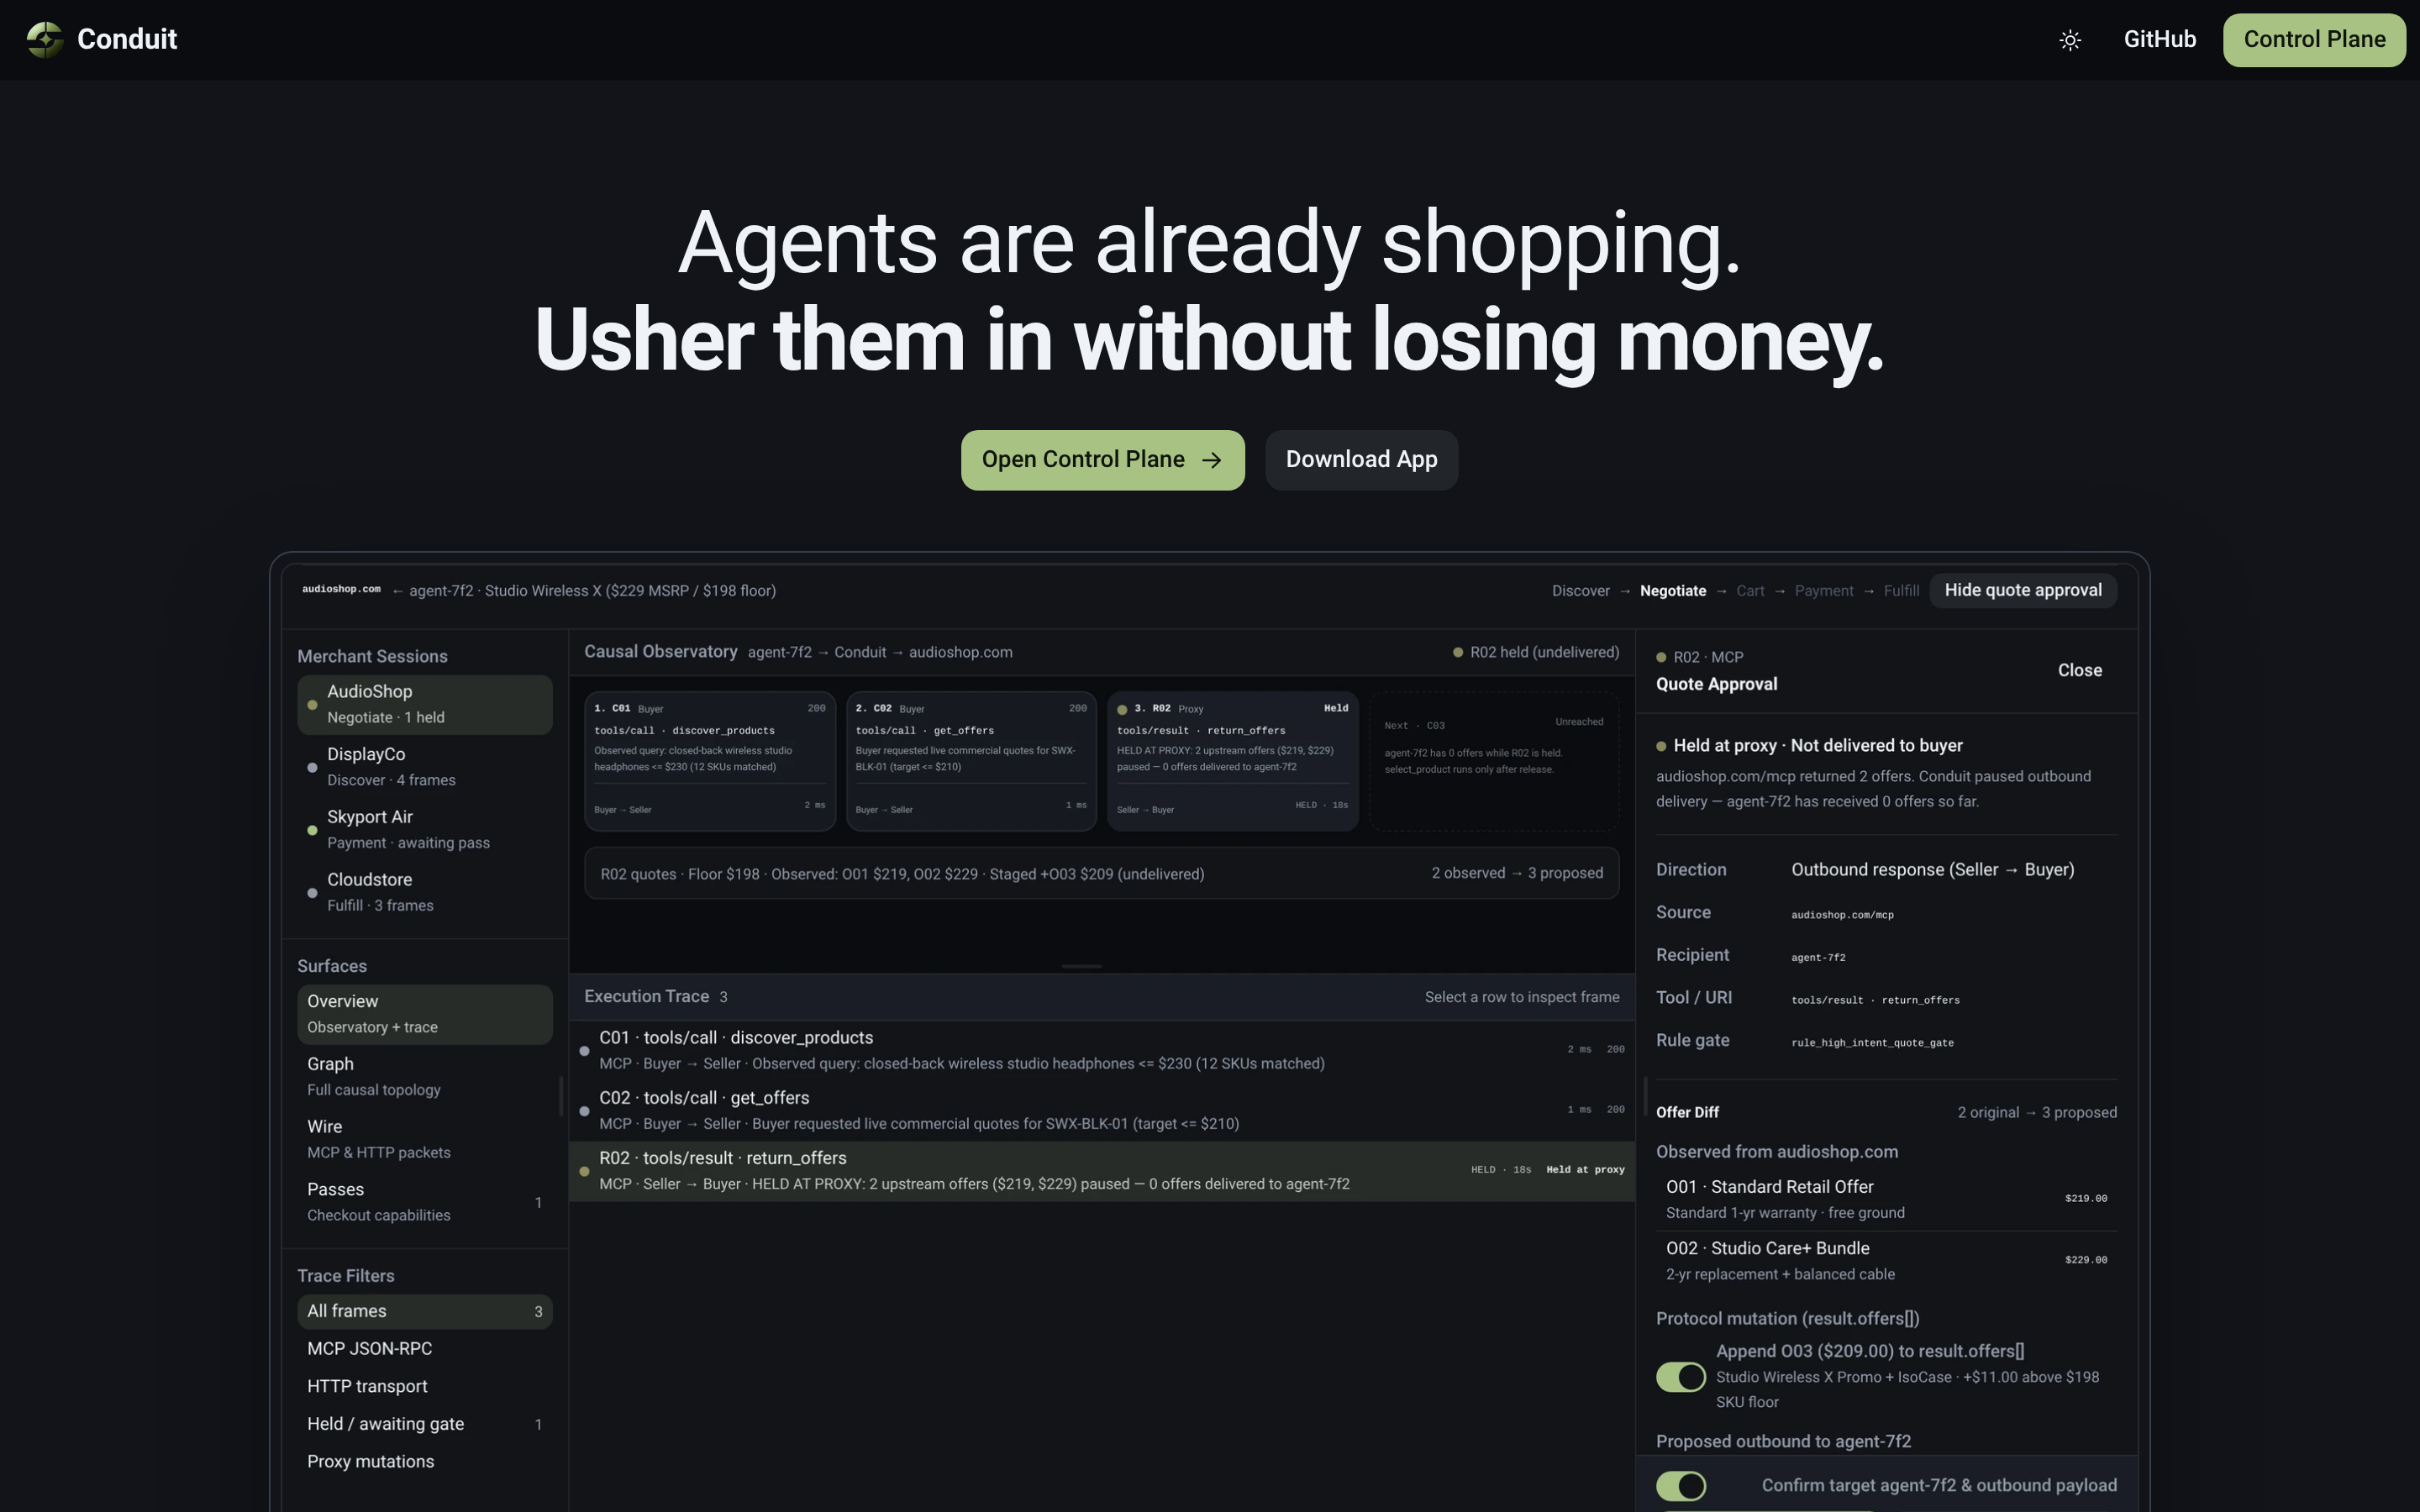 Conduit
GitHub
Control Plane
Agents are already shopping.
Usher them in without losing money.
Open Control Plane →
Download App
audioshop.com ← agent-7f2 · Studio Wireless X ($229 MSRP / $198 floor)
Discover → Negotiate → Cart → Payment → Fulfill
Hide quote approval
Merchant Sessions
AudioShop
Negotiate · 1 held
DisplayCo
Discover · 4 frames
Skyport Air
Payment · awaiting pass
Cloudstore
Fulfill · 3 frames
Surfaces
Overview
Observatory + trace
Graph
Full causal topology
Wire
MCP & HTTP packets
Passes
Checkout capabilities
1
Trace Filters
All frames 3
MCP JSON-RPC
HTTP transport
Held / awaiting gate 1
Proxy mutations
Causal Observatory agent-7f2 → Conduit → audioshop.com
R02 held (undelivered)
1. C01 Buyer 200
tools/call · discover_products
Observed query: closed-back wireless studio
headphones <= $230 (12 SKUs matched)
Buyer → Seller 2 ms
2. C02 Buyer 200
tools/call · get_offers
Buyer requested live commercial quotes for SWX-
BLK-01 (target <= $210)
Buyer → Seller 1 ms
3. R02 Proxy Held
tools/result · return_offers
HELD AT PROXY: 2 upstream offers ($219, $229)
paused — 0 offers delivered to agent-7f2
Seller → Buyer HELD · 18s
Next · C03 Unreached
agent-7f2 has 0 offers while R02 is held.
select_product runs only after release.
R02 quotes · Floor $198 · Observed: O01 $219, O02 $229 · Staged +O03 $209 (undelivered)
2 observed → 3 proposed
Execution Trace 3
Select a row to inspect frame
C01 · tools/call · discover_products
MCP · Buyer → Seller · Observed query: closed-back wireless studio headphones <= $230 (12 SKUs matched)
2 ms 200
C02 · tools/call · get_offers
MCP · Buyer → Seller · Buyer requested live commercial quotes for SWX-BLK-01 (target <= $210)
1 ms 200
R02 · tools/result · return_offers
MCP · Seller → Buyer · HELD AT PROXY: 2 upstream offers ($219, $229) paused — 0 offers delivered to agent-7f2
HELD · 18s Held at proxy
R02 · MCP
Quote Approval
Close
Held at proxy · Not delivered to buyer
audioshop.com/mcp returned 2 offers. Conduit paused outbound
delivery — agent-7f2 has received 0 offers so far.
Direction Outbound response (Seller → Buyer)
Source audioshop.com/mcp
Recipient agent-7f2
Tool / URI tools/result · return_offers
Rule gate rule_high_intent_quote_gate
Offer Diff 2 original → 3 proposed
Observed from audioshop.com
O01 · Standard Retail Offer
Standard 1-yr warranty · free ground
$219.00
O02 · Studio Care+ Bundle
2-yr replacement + balanced cable
$229.00
Protocol mutation (result.offers[])
Append O03 ($209.00) to result.offers[]
Studio Wireless X Promo + IsoCase · +$11.00 above $198
SKU floor
Proposed outbound to agent-7f2
Confirm target agent-7f2 & outbound payload